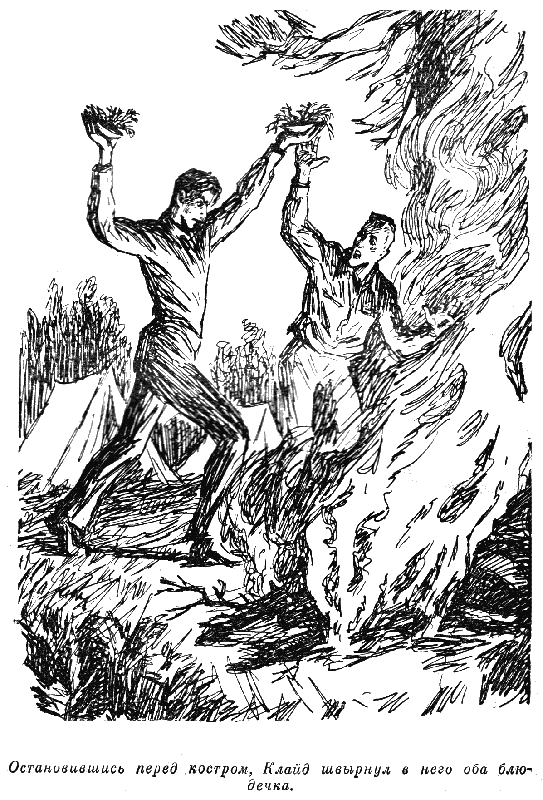 Остановившись перед костром, Клайд швырнул в него оба блю-
дечка.